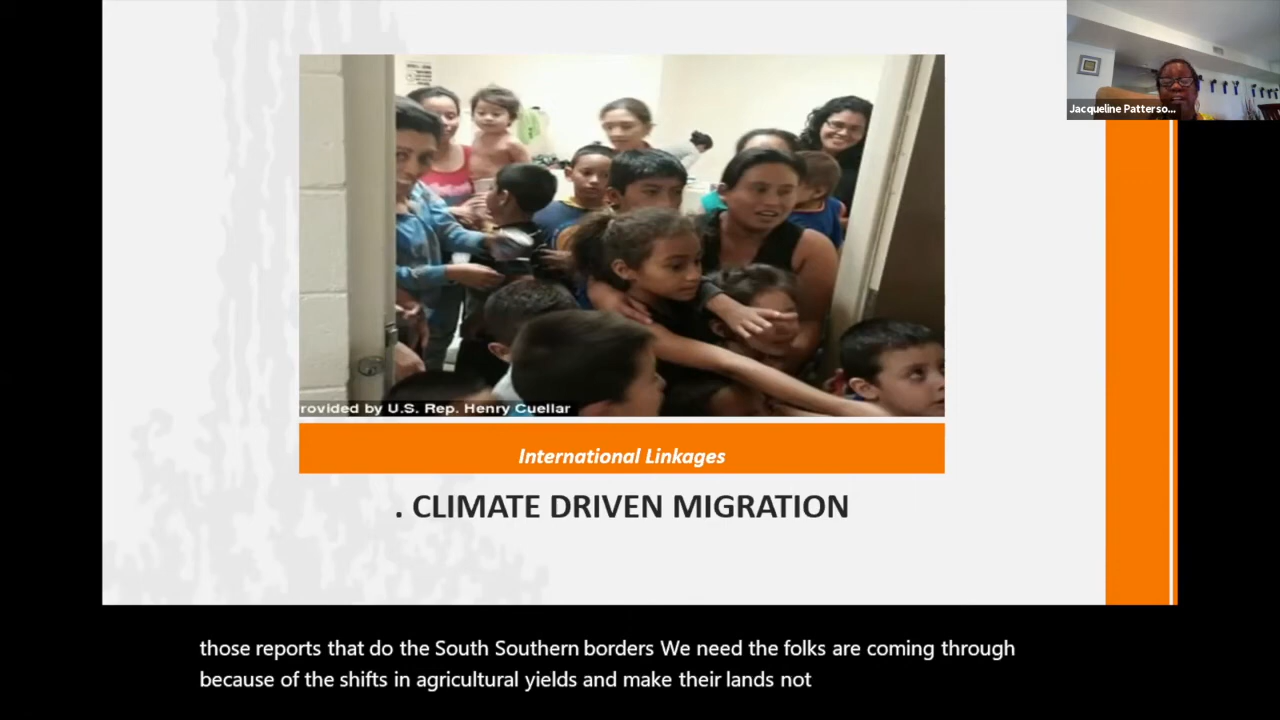 Jacqueline Patterso...
rovided by U.S. Rep. Henry Cuellar
International Linkages
. CLIMATE DRIVEN MIGRATION
those reports that do the South Southern borders We need the folks are coming through
because of the shifts in agricultural yields and make their lands not